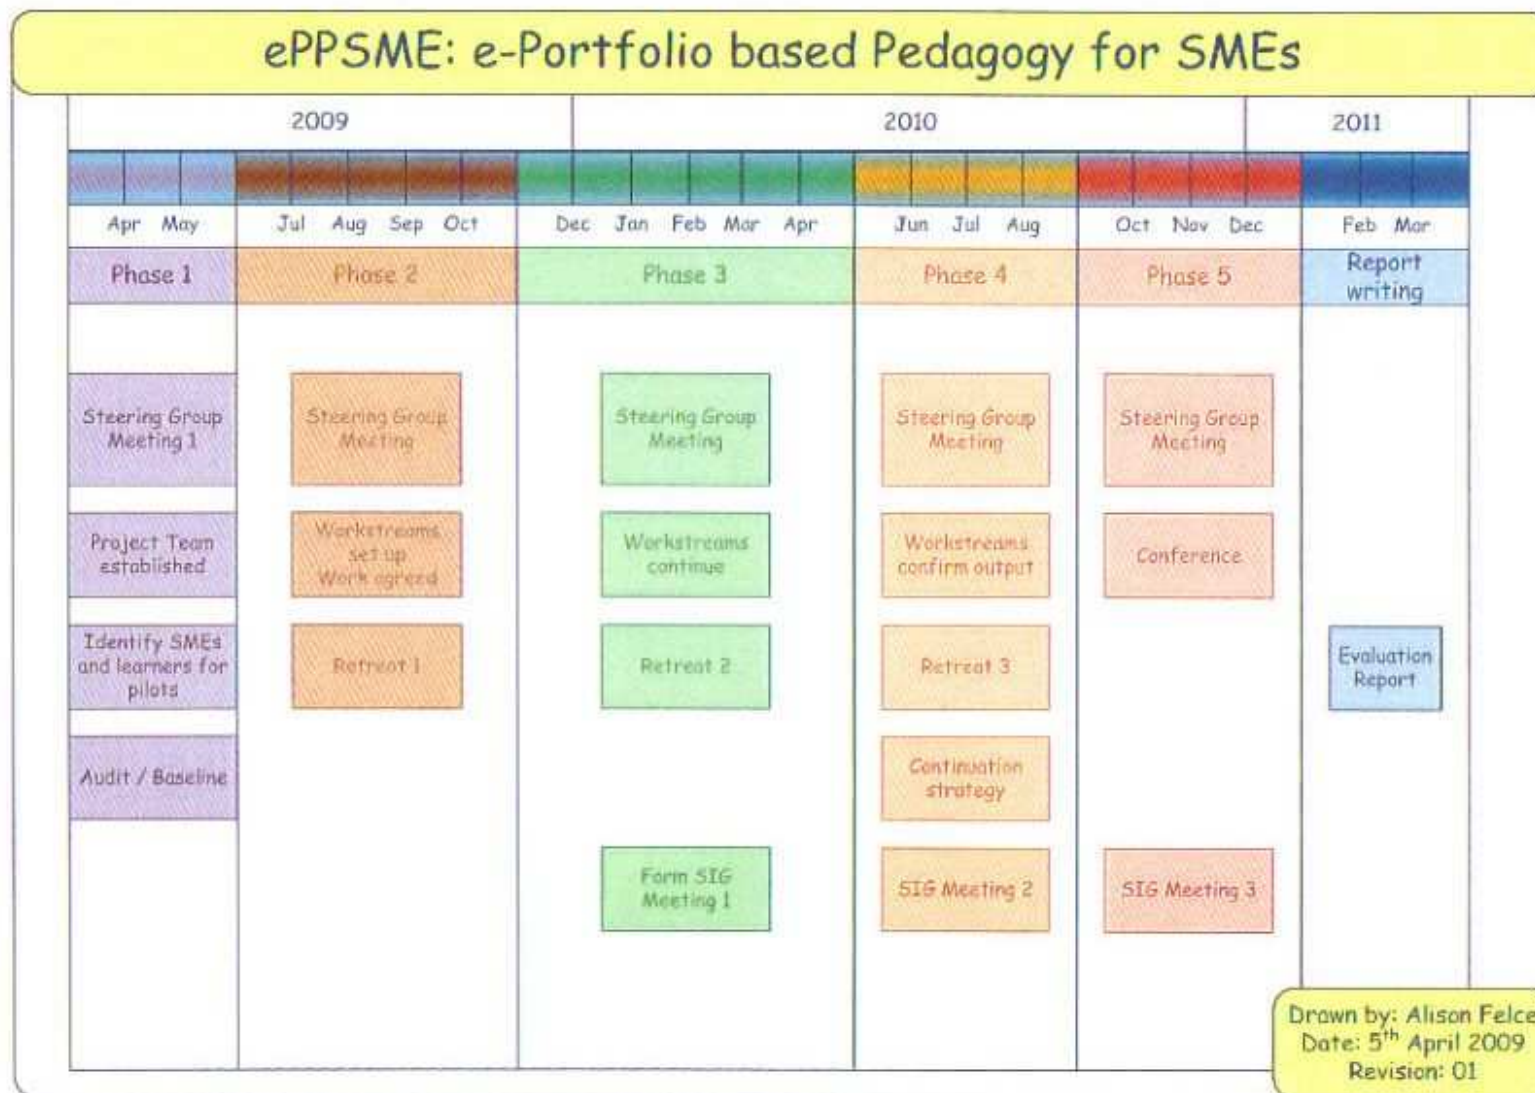 ePPSME: e-Portfolio based Pedagogy for SMEs
2009 2010 2011
Apr May Jul Aug Sep Oct Dec Jan Feb Mar Apr Jun Jul Aug Oct Nov Dec Feb Mar
Phase 1 Phase 2 Phase 3 Phase 4 Phase 5 Report
writing
Steering Group
Meeting 1
Steering Group
Meeting
Steering Group
Meeting
Steering Group
Meeting
Steering Group
Meeting
Project Team
established
Workstreams
set up
Work agreed
Workstreams
continue
Workstreams
confirm output
Conference
Identify SMEs
and learners for
pilots
Retreat 1
Retreat 2
Retreat 3
Evaluation
Report
Audit / Baseline
Continuation
strategy
Form SIG
Meeting 1
SIG Meeting 2
SIG Meeting 3
Drawn by: Alison Felce
Date: 5th April 2009
Revision: 01